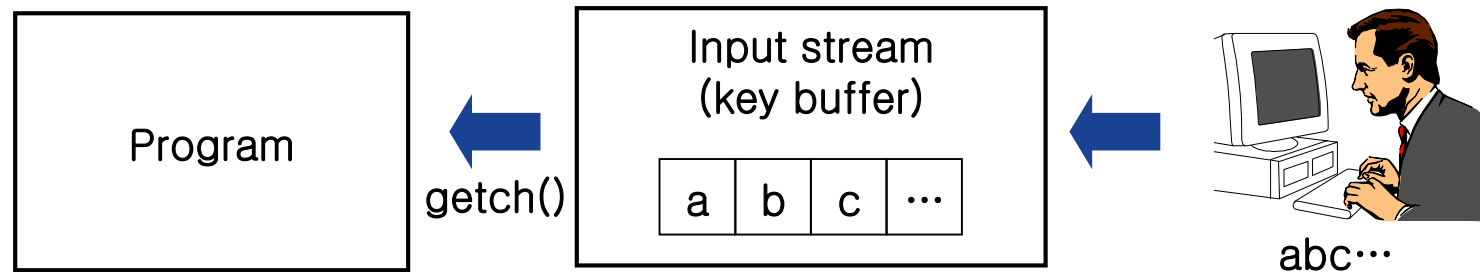 Program
getch()
Input stream
(key buffer)
a b c …
abc…